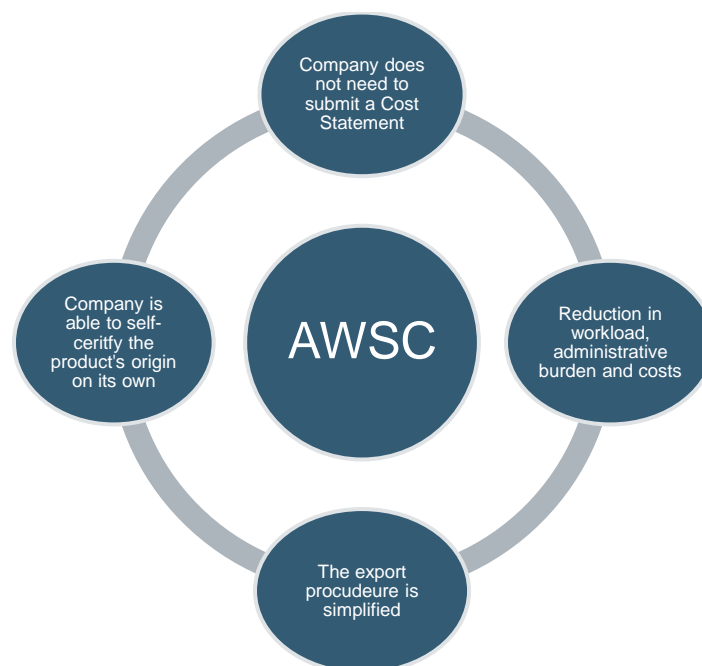 Company does
not need to
submit a Cost
Statement
Company is
able to self-
ceritfy the
product's origin
on its own
AWSC
Reduction in
workload,
administrative
burden and costs
The export
procudeure is
simplified